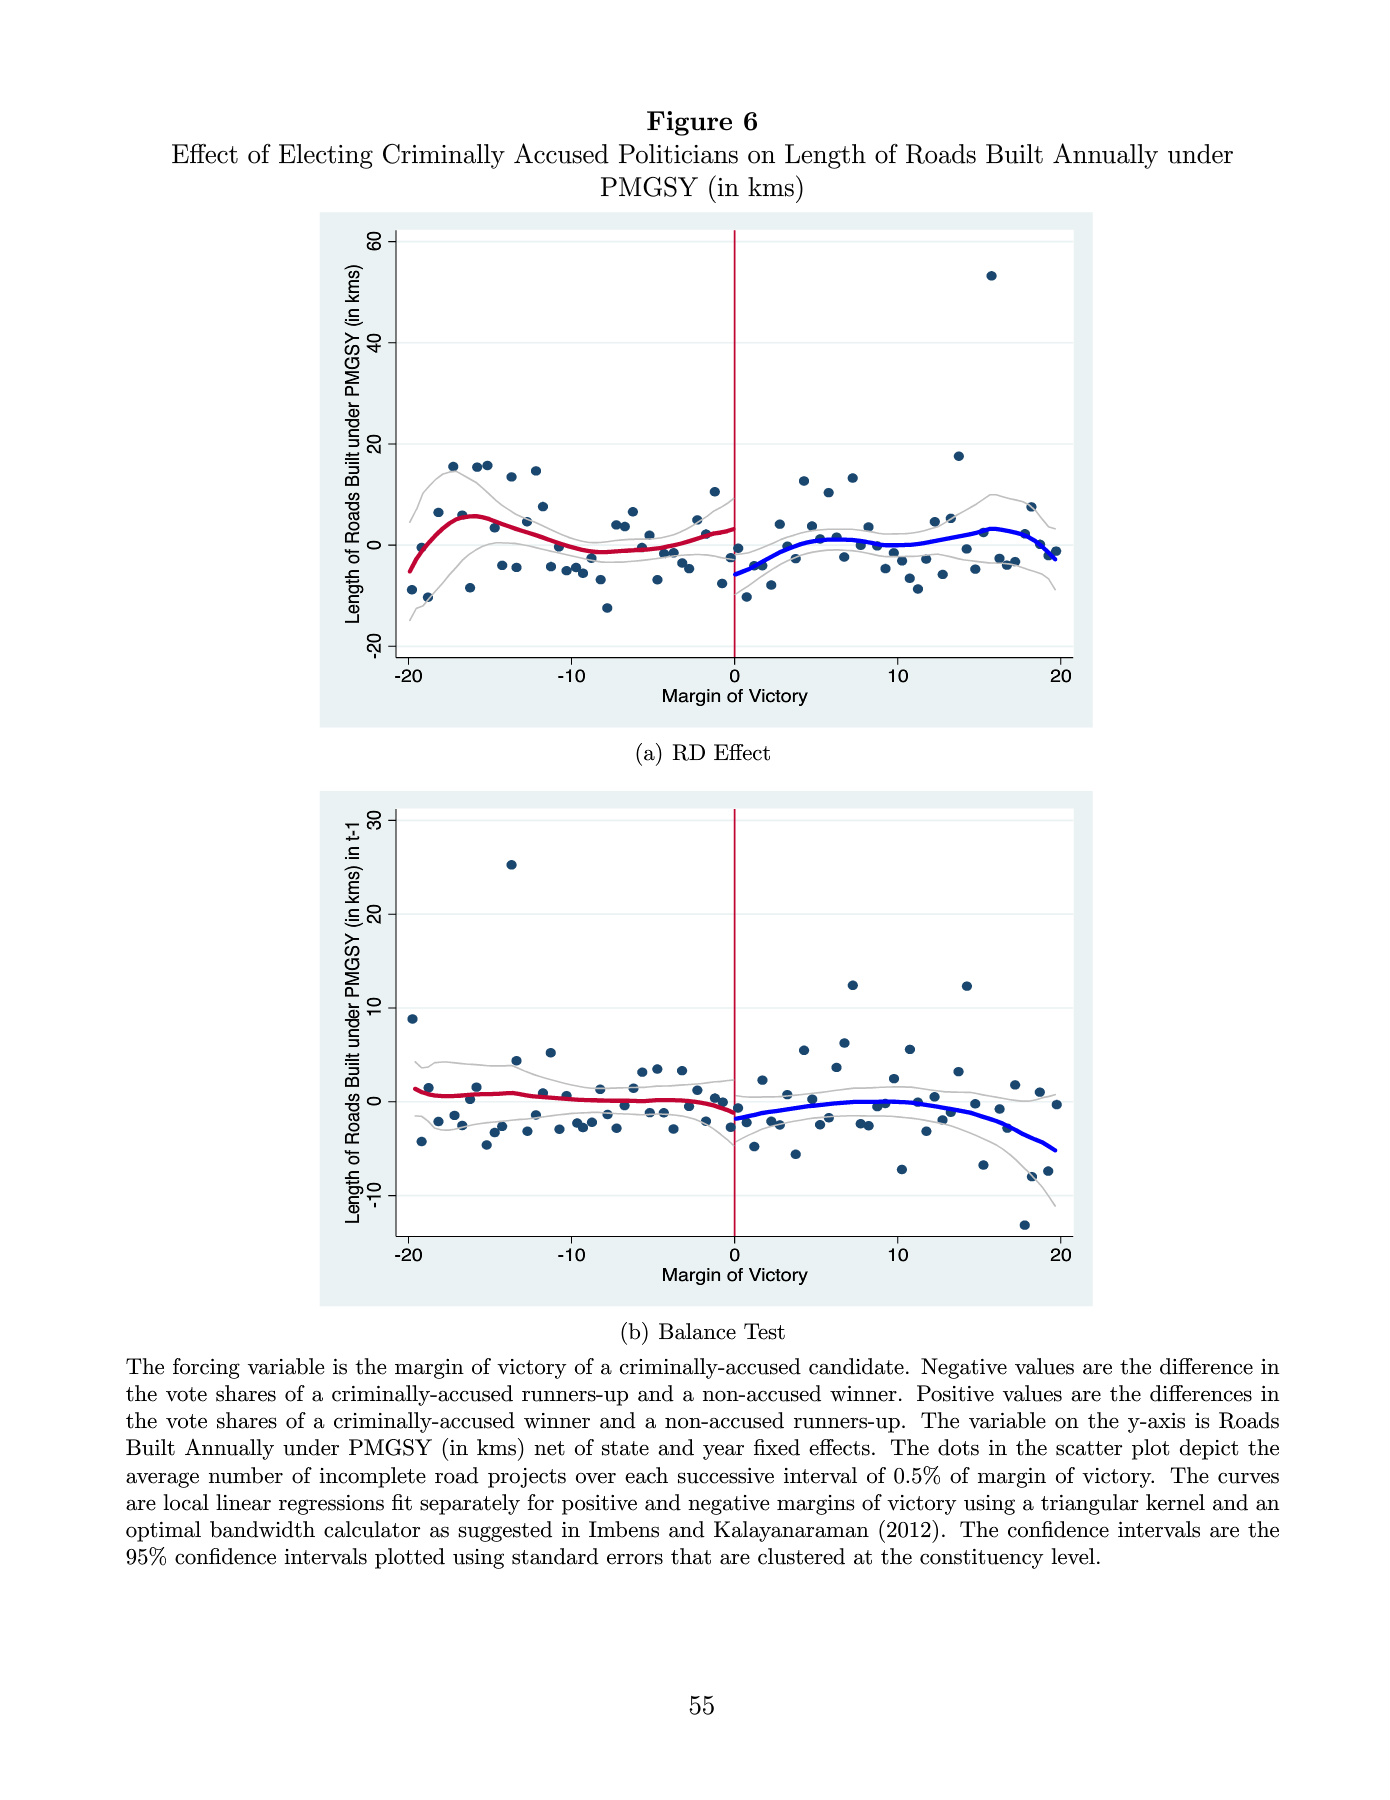 Figure 6
Effect of Electing Criminally Accused Politicians on Length of Roads Built Annually under
PMGSY (in kms)
Length of Roads Built under PMGSY (in kms)
60
40
20
0
-20
-20 -10 0 10 20
Margin of Victory
(a) RD Effect
Length of Roads Built under PMGSY (in kms) in t-1
30
20
10
0
-10
-20 -10 0 10 20
Margin of Victory
(b) Balance Test
The forcing variable is the margin of victory of a criminally-accused candidate. Negative values are the difference in
the vote shares of a criminally-accused runners-up and a non-accused winner. Positive values are the differences in
the vote shares of a criminally-accused winner and a non-accused runners-up. The variable on the y-axis is Roads
Built Annually under PMGSY (in kms) net of state and year fixed effects. The dots in the scatter plot depict the
average number of incomplete road projects over each successive interval of 0.5% of margin of victory. The curves
are local linear regressions fit separately for positive and negative margins of victory using a triangular kernel and an
optimal bandwidth calculator as suggested in Imbens and Kalayanaraman (2012). The confidence intervals are the
95% confidence intervals plotted using standard errors that are clustered at the constituency level.
55